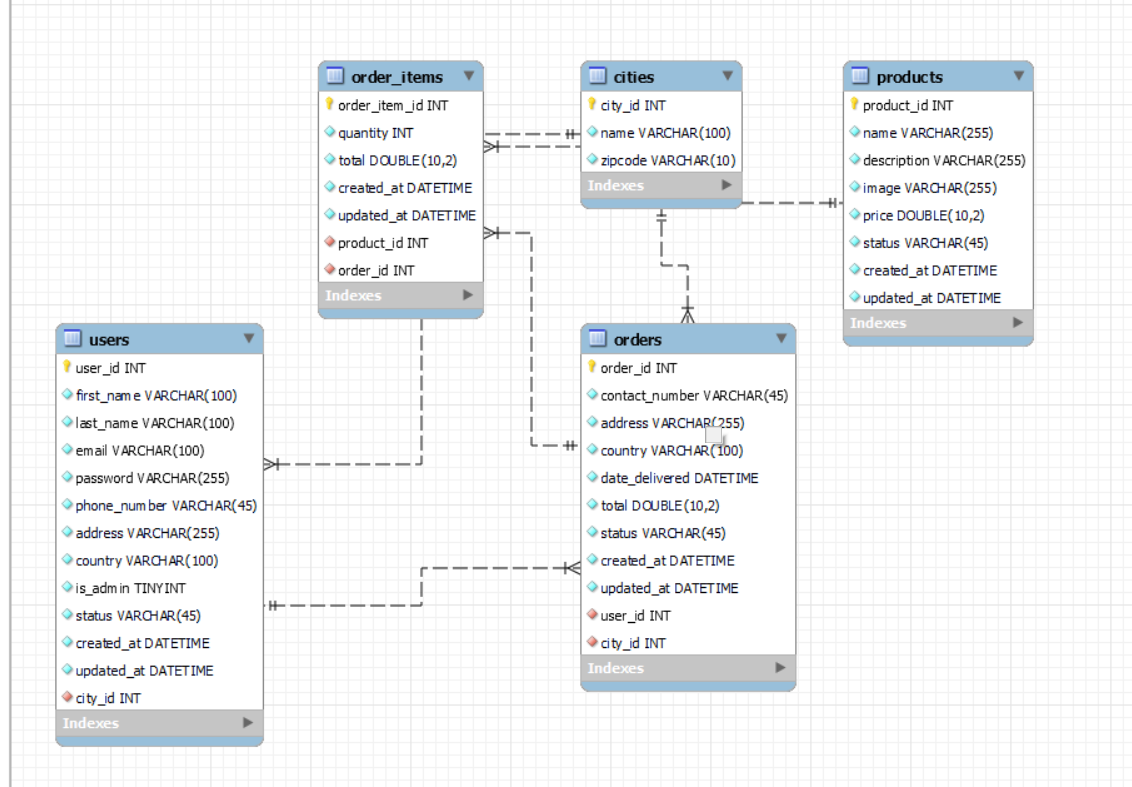 order_items
order_item_id INT
quantity INT
total DOUBLE(10,2)
created_at DATETIME
updated_at DATETIME
product_id INT
order_id INT
Indexes
cities
city_id INT
name VARCHAR(100)
zipcode VARCHAR(10)
Indexes
products
product_id INT
name VARCHAR(255)
description VARCHAR(255)
image VARCHAR(255)
price DOUBLE(10,2)
status VARCHAR(45)
created_at DATETIME
updated_at DATETIME
Indexes
users
user_id INT
first_name VARCHAR(100)
last_name VARCHAR(100)
email VARCHAR(100)
password VARCHAR(255)
phone_number VARCHAR(45)
address VARCHAR(255)
country VARCHAR(100)
is_admin TINYINT
status VARCHAR(45)
created_at DATETIME
updated_at DATETIME
city_id INT
Indexes
orders
order_id INT
contact_number VARCHAR(45)
address VARCHAR(255)
country VARCHAR(100)
date_delivered DATETIME
total DOUBLE(10,2)
status VARCHAR(45)
created_at DATETIME
updated_at DATETIME
user_id INT
city_id INT
Indexes